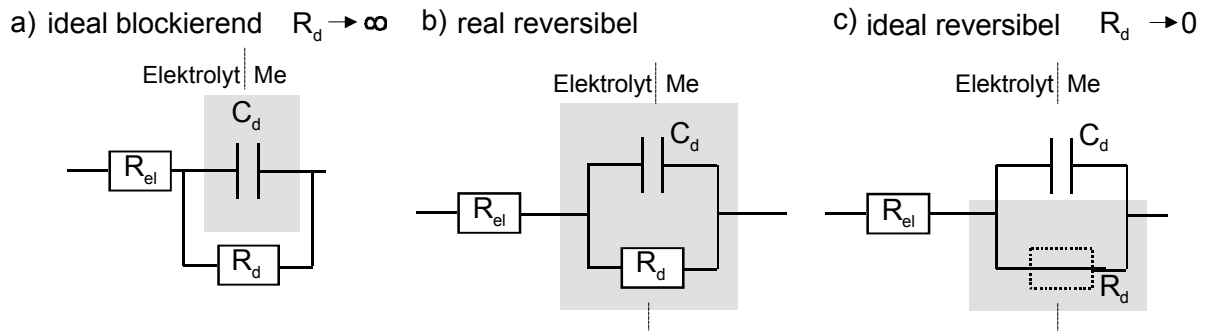 a) ideal blockierend R_d → ∞
Elektrolyt Me
C_d
R_el
R_d
b) real reversibel
Elektrolyt Me
C_d
R_el
R_d
c) ideal reversibel R_d → 0
Elektrolyt Me
C_d
R_el
R_d